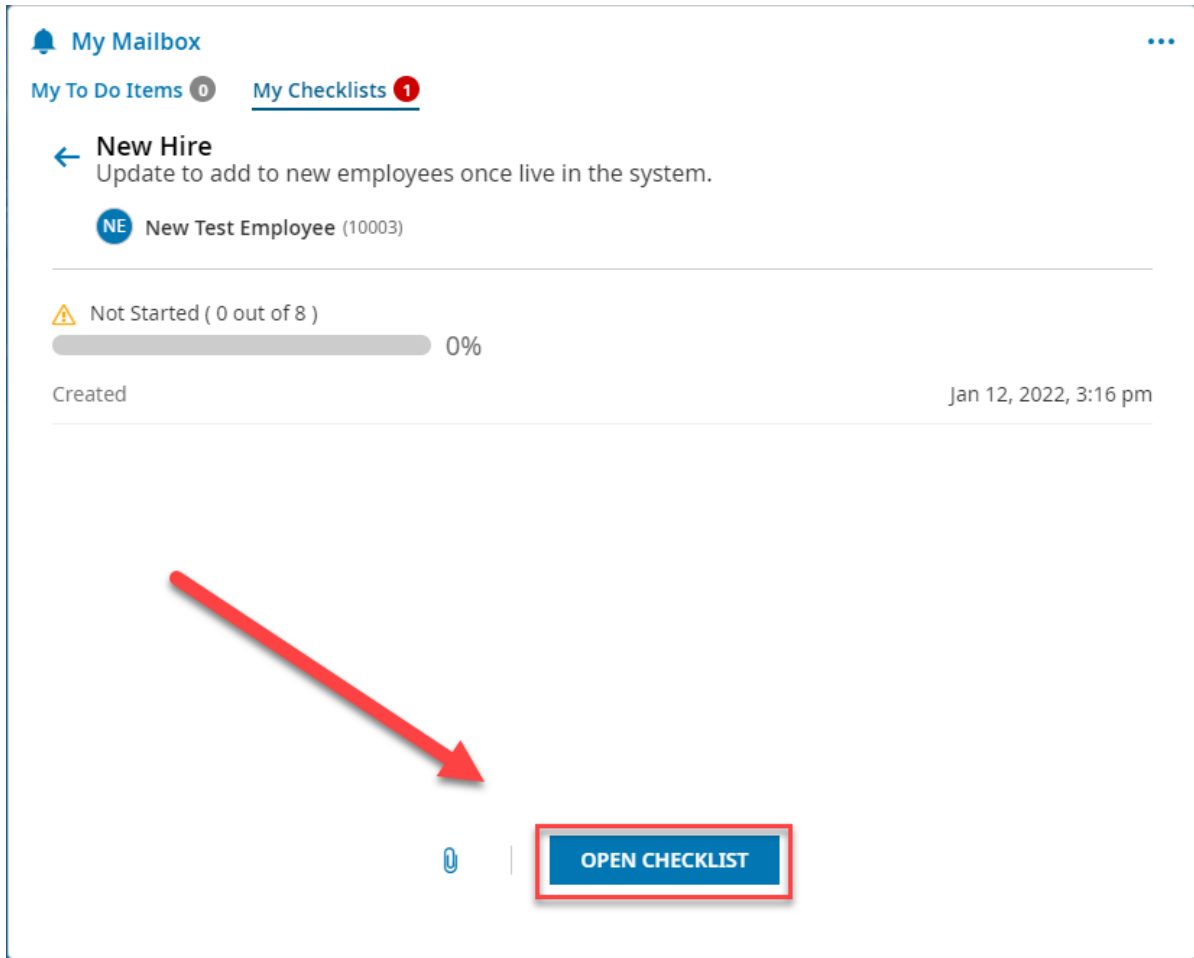 My Mailbox
My To Do Items 0 My Checklists 1
New Hire
Update to add to new employees once live in the system.
NE New Test Employee (10003)
Not Started ( 0 out of 8 )
0%
Created Jan 12, 2022, 3:16 pm
OPEN CHECKLIST